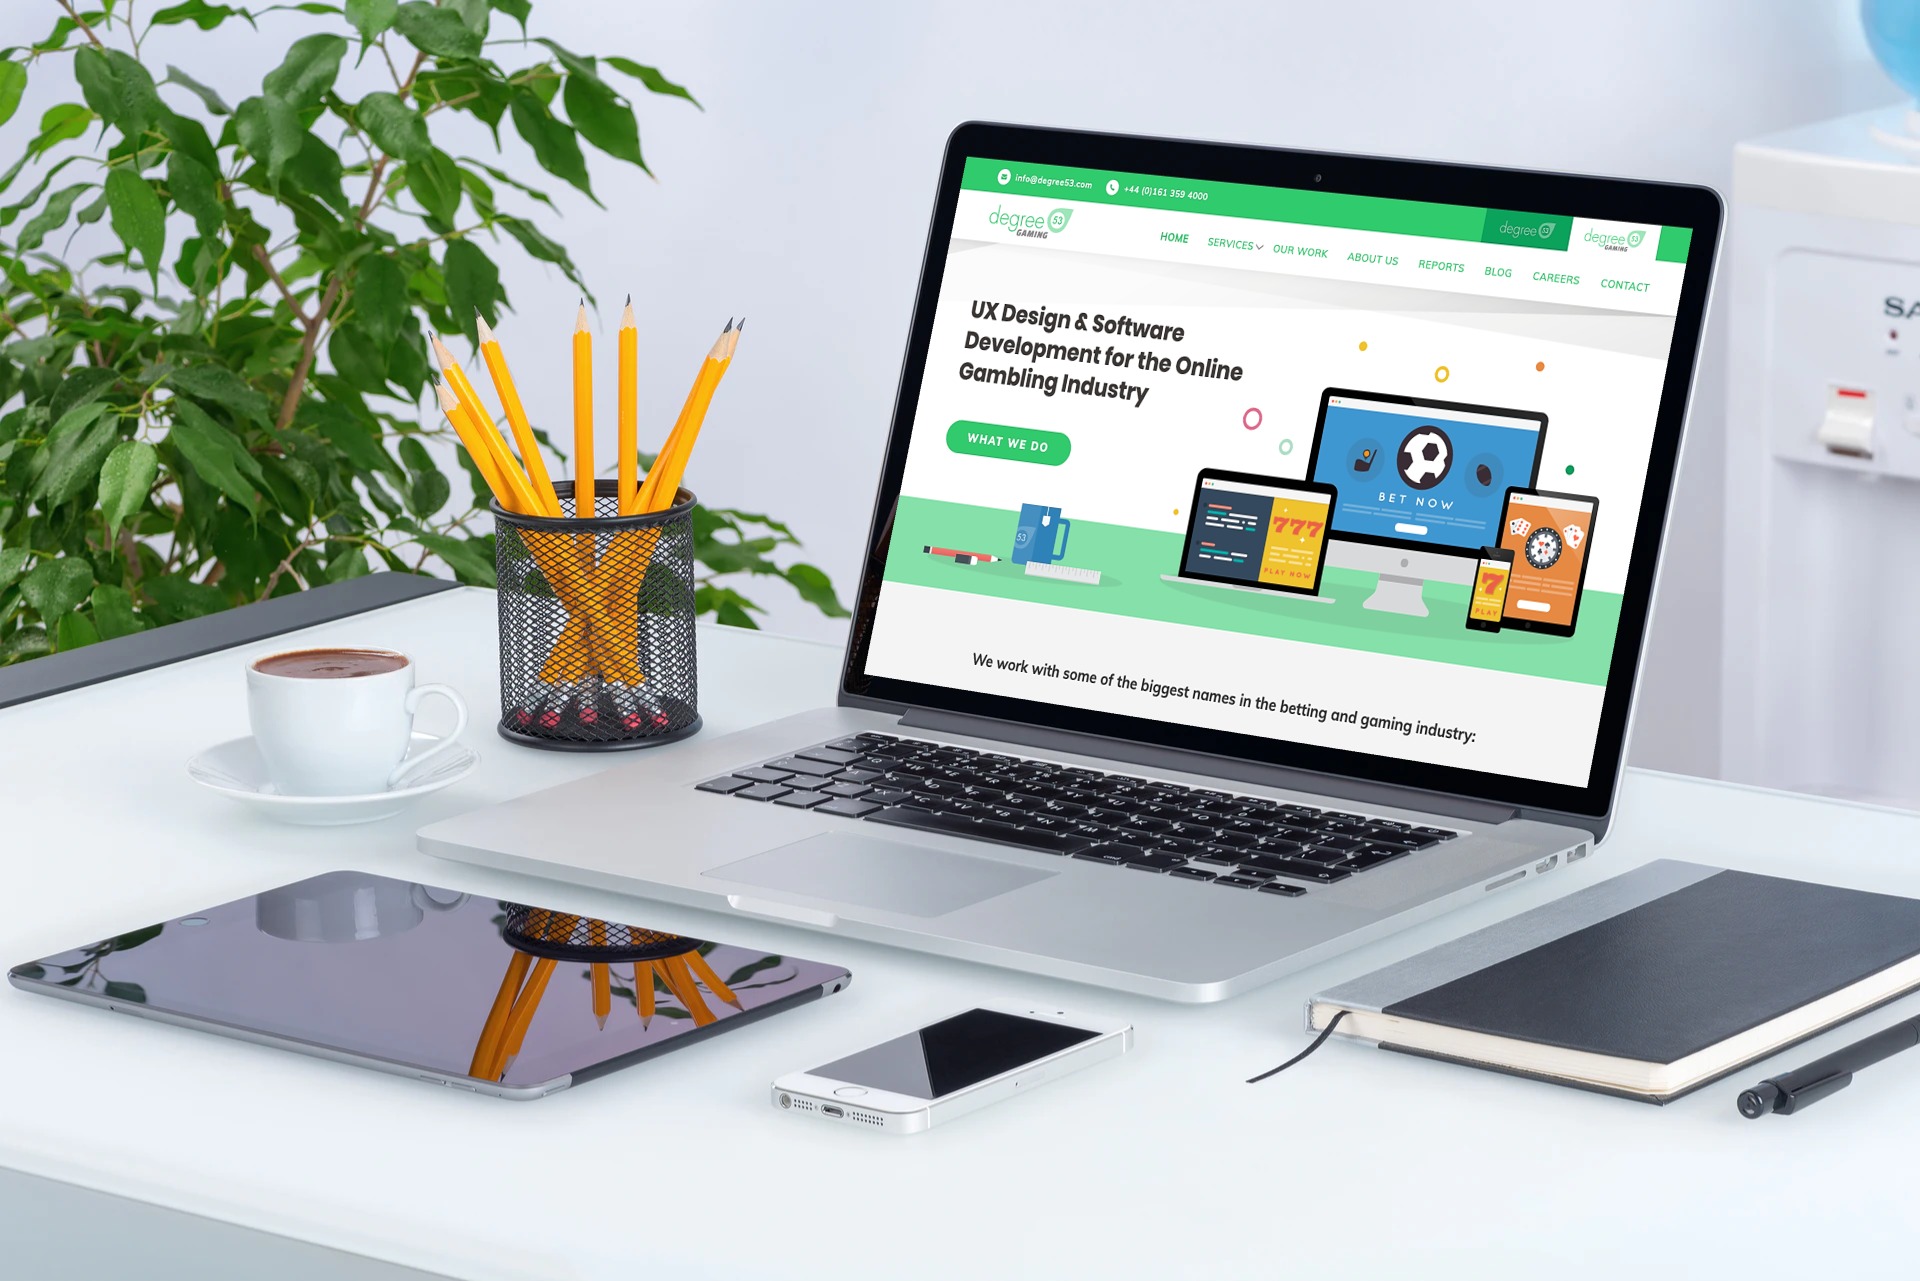 info@degree53.com +44 (0)161 359 4000
degree 53
GAMING
degree 53
degree 53
GAMING
HOME SERVICES OUR WORK ABOUT US REPORTS BLOG CAREERS CONTACT
UX Design & Software
Development for the Online
Gambling Industry
WHAT WE DO
53
BET NOW
777
PLAY NOW
7
PLAY
We work with some of the biggest names in the betting and gaming industry:
SA